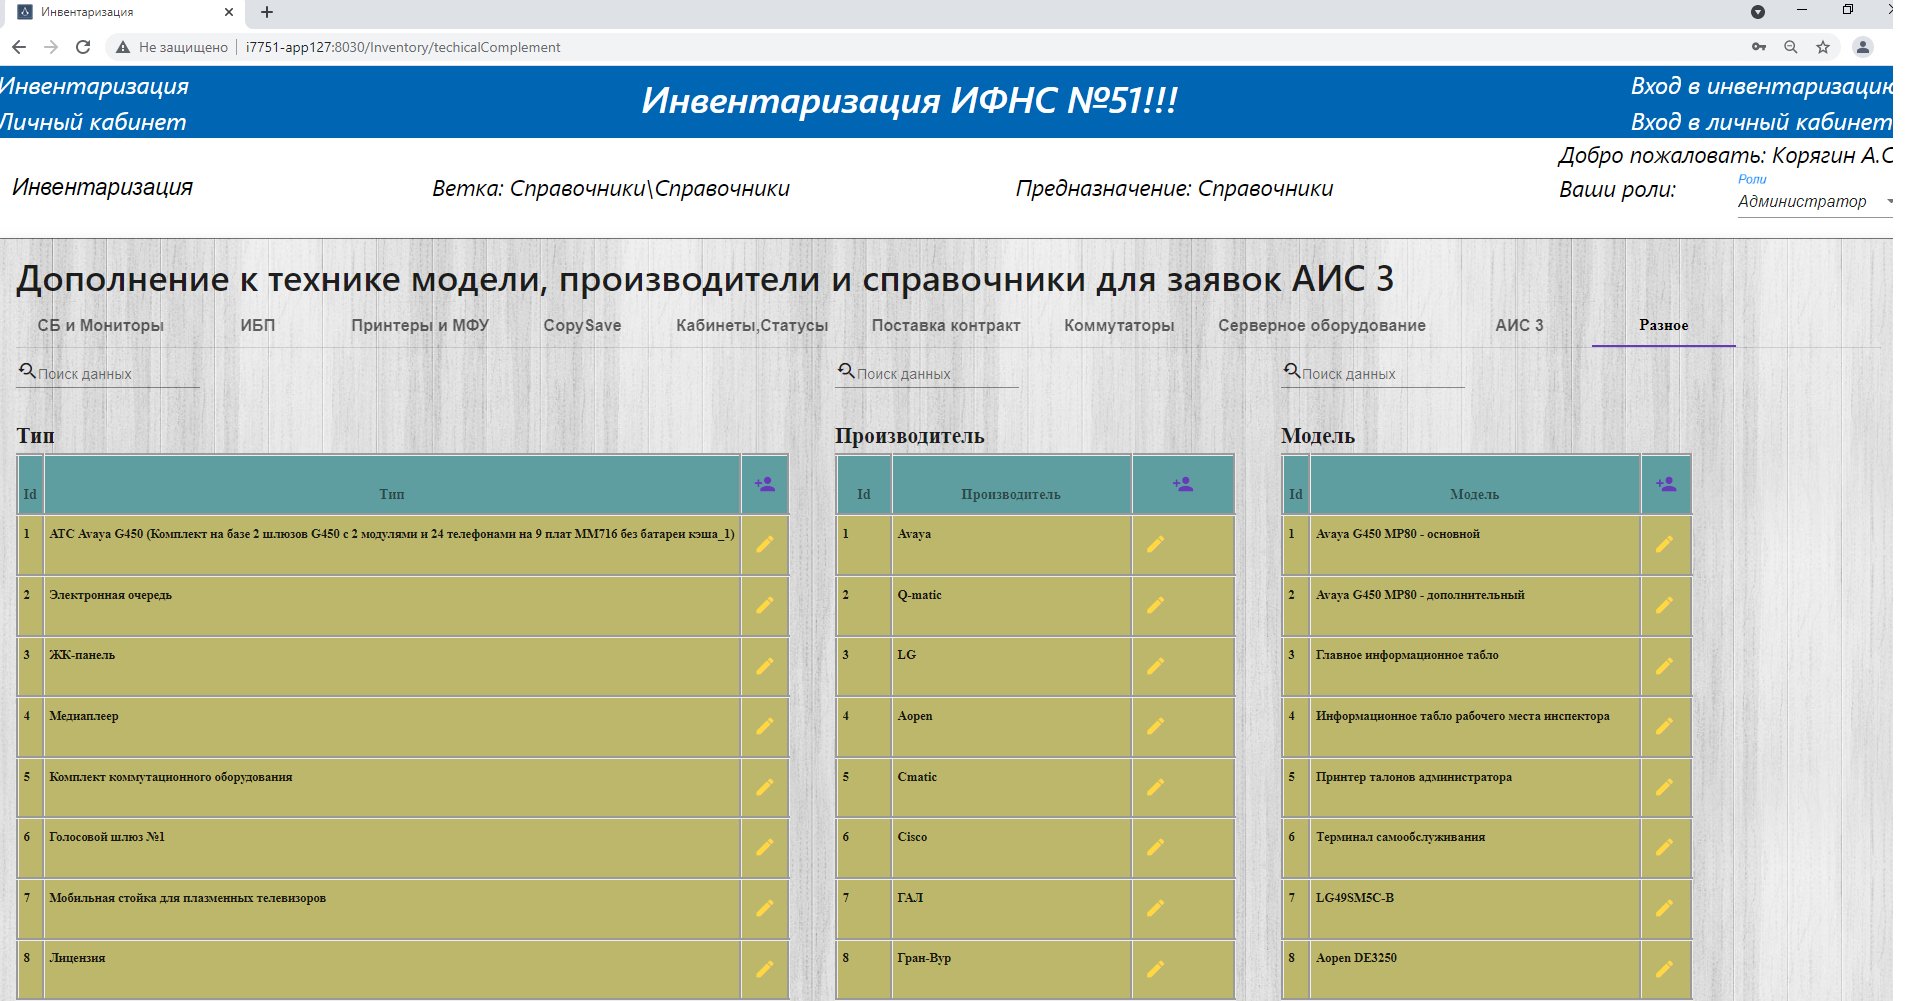 Инвентаризация
Не защищено | i7751-app127:8030/Inventory/techicalComplement
Инвентаризация
Личный кабинет
Инвентаризация ИФНС №51!!!
Вход в инвентаризацию
Вход в личный кабинет
Добро пожаловать: Корягин А.С
Инвентаризация
Ветка: Справочники\Справочники
Предназначение: Справочники
Ваши роли:
Роли
Администратор
Дополнение к технике модели, производители и справочники для заявок АИС 3
СБ и Мониторы ИБП Принтеры и МФУ CopySave Кабинеты,Статусы Поставка контракт Коммутаторы Серверное оборудование АИС 3 Разное
Поиск данных Поиск данных Поиск данных
Тип Производитель Модель
Id Тип Id Производитель Id Модель
1 АТС Avaya G450 (Комплект на базе 2 шлюзов G450 с 2 модулями и 24 телефонами на 9 плат MM716 без батареи кэша_1) 1 Avaya 1 Avaya G450 MP80 - основной
2 Электронная очередь 2 Q-matic 2 Avaya G450 MP80 - дополнительный
3 ЖК-панель 3 LG 3 Главное информационное табло
4 Медиаплеер 4 Aopen 4 Информационное табло рабочего места инспектора
5 Комплект коммутационного оборудования 5 Cmatic 5 Принтер талонов администратора
6 Голосовой шлюз №1 6 Cisco 6 Терминал самообслуживания
7 Мобильная стойка для плазменных телевизоров 7 ГАЛ 7 LG49SM5C-B
8 Лицензия 8 Гран-Вур 8 Aopen DE3250